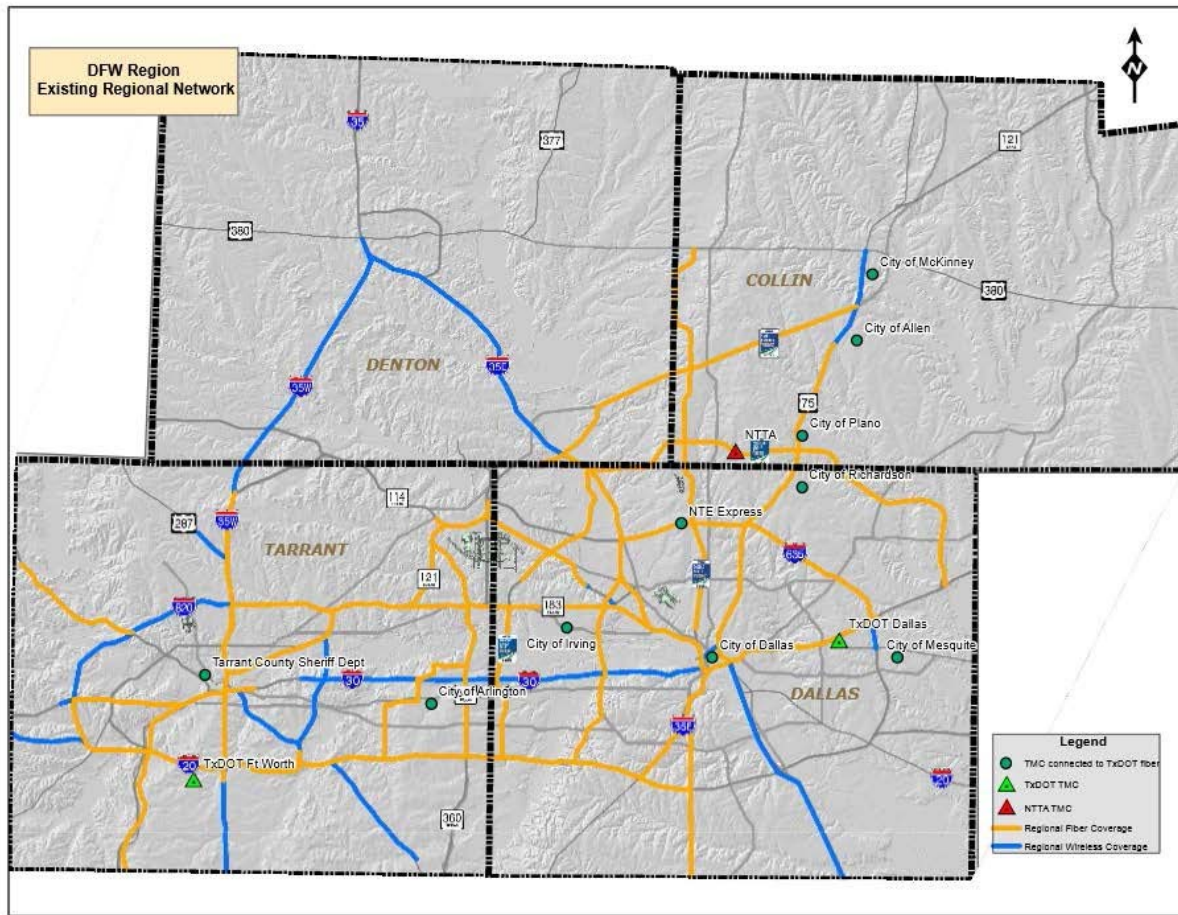 DFW Region
Existing Regional Network
N
35
377
121
380
City of McKinney
COLLIN
380
City of Allen
DENTON
35E
35W
75
City of Plano
NTTA
City of Richardson
114
35W
287
NTE Express
TARRANT
635
121
820
183
TxDOT Dallas
City of Irving
City of Dallas
City of Mesquite
Tarrant County Sheriff Dept
30
30
City of Arlington
DALLAS
35E
20
TxDOT Ft Worth
20
360
Legend
TMC connected to TxDOT fiber
TxDOT TMC
NTTA TMC
Regional Fiber Coverage
Regional Wireless Coverage